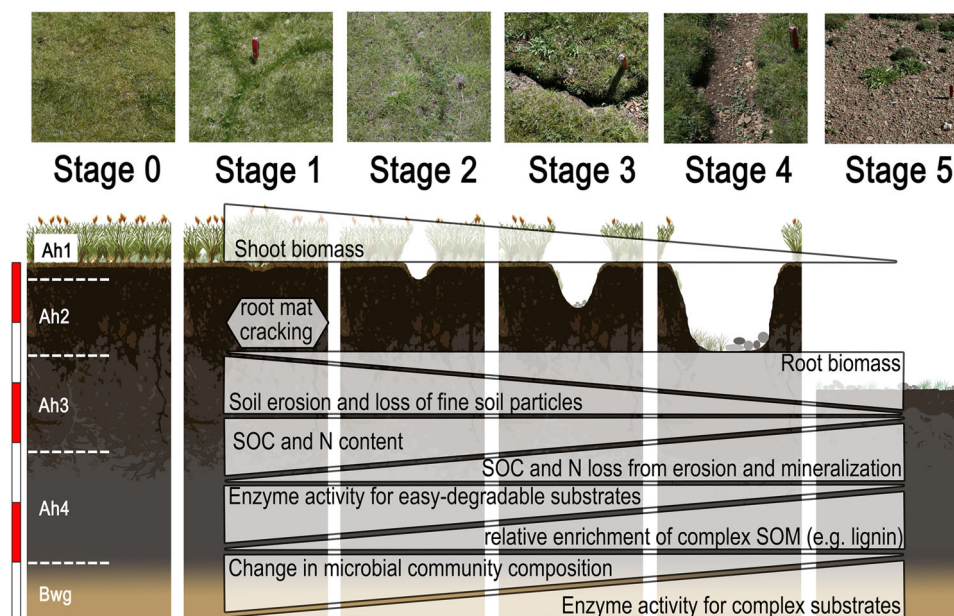 Stage 0
Stage 1
Stage 2
Stage 3
Stage 4
Stage 5
Ah1
Shoot biomass
Ah2
root mat
cracking
Root biomass
Ah3
Soil erosion and loss of fine soil particles
SOC and N content
SOC and N loss from erosion and mineralization
Ah4
Enzyme activity for easy-degradable substrates
relative enrichment of complex SOM (e.g. lignin)
Change in microbial community composition
Bwg
Enzyme activity for complex substrates